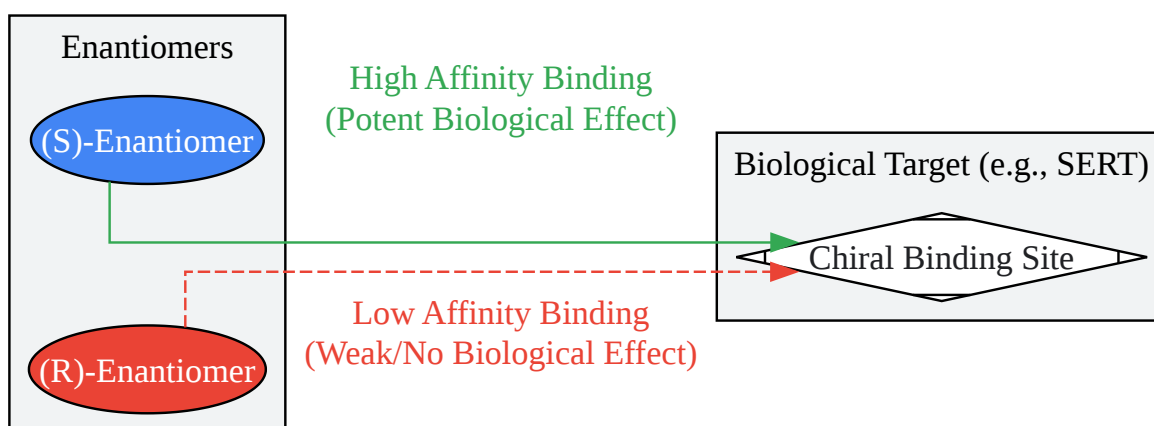 Enantiomers
(S)-Enantiomer
High Affinity Binding
(Potent Biological Effect)
Biological Target (e.g., SERT)
Chiral Binding Site
Low Affinity Binding
(Weak/No Biological Effect)
(R)-Enantiomer